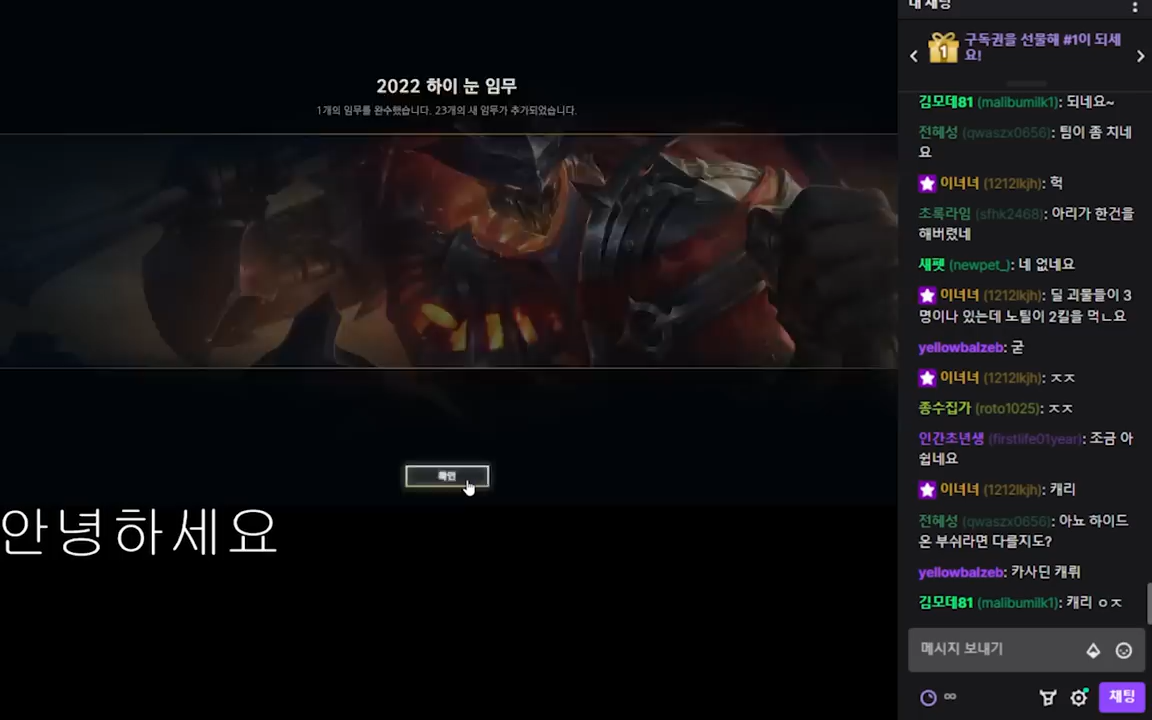 내 채팅
구독권을 선물해 #1이 되세
요!
1
2022 하이 눈 임무
1개의 임무를 완수했습니다. 23개의 새 임무가 추가되었습니다.
확인
안녕하세요
김모데81 (malibumilk1): 되네요~
전혜성 (qwaszx0656): 팀이 좀 치네
요
이녀녀 (1212lkjh): 헉
초록라임 (sfhk2468): 아리가 한건을
해버렸네
새펫 (newpet_): 네 없네요
이녀녀 (1212lkjh): 딜 괴물들이 3
명이나 있는데 노틸이 2킬을 먹ㄴ요
yellowbalzeb: 굳
이녀녀 (1212lkjh): ㅈㅈ
종수집가 (roto1025): ㅈㅈ
인간초년생 (firstlife01year): 조금 아
쉽네요
이녀녀 (1212lkjh): 캐리
전혜성 (qwaszx0656): 아뇨 하이드
온 부쉬라면 다를지도?
yellowbalzeb: 카사딘 캐뤼
김모데81 (malibumilk1): 캐리 ㅇㅈ
메시지 보내기
채팅